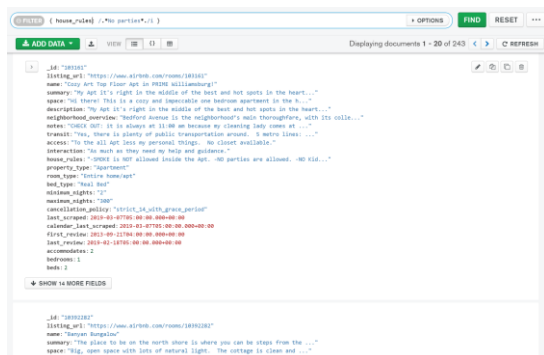 FILTER { house_rules: /.*No parties*./i }
OPTIONS
FIND
RESET
ADD DATA
VIEW
Displaying documents 1 - 20 of 243
REFRESH
_id: "103161"
listing_url: "https://www.airbnb.com/rooms/103161"
name: "Cozy Art Top Floor Apt in PRIME Williamsburg!"
summary: "My Apt it's right in the middle of the best and hot spots in the heart..."
space: "Hi there! This is a cozy and impeccable one bedroom apartment in the h..."
description: "My Apt it's right in the middle of the best and hot spots in the heart..."
neighborhood_overview: "Bedford Avenue is the neighborhood's main thoroughfare, with its colle..."
notes: "CHECK OUT: it is always at 11:00 am because my cleaning lady comes at ..."
transit: "Yes, there is plenty of public transportation around. 5 metro lines: ..."
access: "To the all Apt less my personal things. No closet available."
interaction: "As much as they need my help and guidance."
house_rules: "-SMOKE is NOT allowed inside the Apt. -NO parties are allowed. -NO Kid..."
property_type: "Apartment"
room_type: "Entire home/apt"
bed_type: "Real Bed"
minimum_nights: "2"
maximum_nights: "300"
cancellation_policy: "strict_14_with_grace_period"
last_scraped: 2019-03-07T05:00:00.000+00:00
calendar_last_scraped: 2019-03-07T05:00:00.000+00:00
first_review: 2013-09-21T04:00:00.000+00:00
last_review: 2019-02-18T05:00:00.000+00:00
accommodates: 2
bedrooms: 1
beds: 2
SHOW 14 MORE FIELDS
_id: "10392282"
listing_url: "https://www.airbnb.com/rooms/10392282"
name: "Banyan Bungalow"
summary: "The place to be on the north shore is where you can be steps from the ..."
space: "Big, open space with lots of natural light. The cottage is clean and ..."